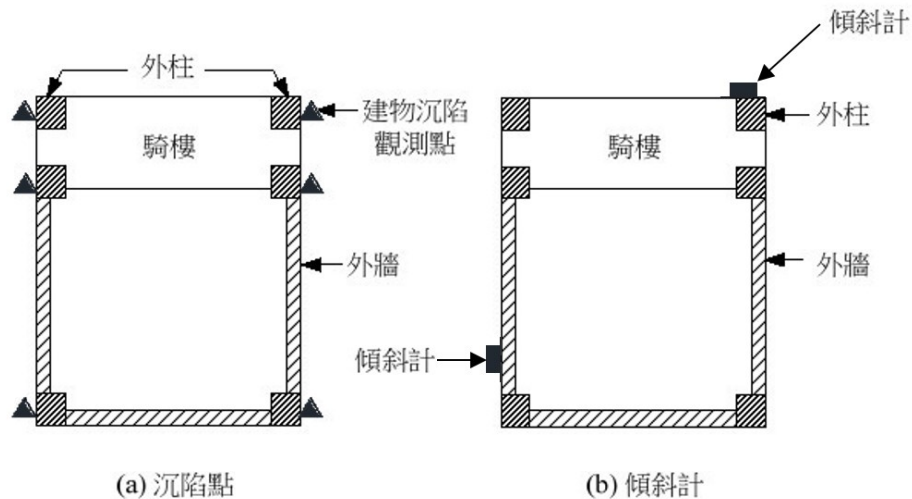 外柱
建物沉陷
觀測點
騎樓
外牆
(a) 沉陷點
傾斜計
外柱
騎樓
外牆
傾斜計
(b) 傾斜計